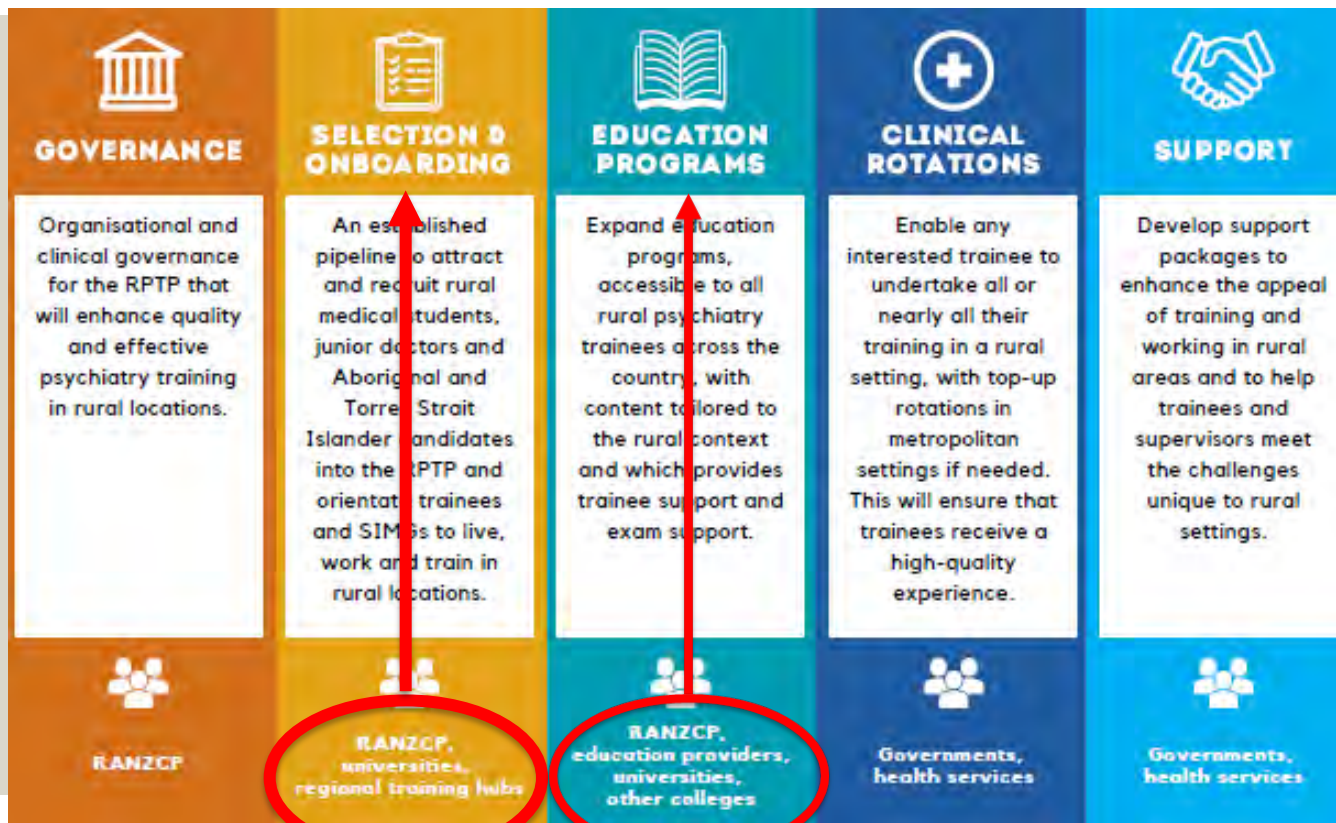 GOVERNANCE
Organisational and
clinical governance
for the RPTP that
will enhance quality
and effective
psychiatry training
in rural locations.
RANZCP
SELECTION &
ONBOARDING
An established
pipeline to attract
and recruit rural
medical students,
junior doctors and
Aboriginal and
Torres Strait
Islander candidates
into the RPTP and
orientate trainees
and SIMGs to live,
work and train in
rural locations.
RANZCP,
universities,
regional training hubs
EDUCATION
PROGRAMS
Expand education
programs,
accessible to all
rural psychiatry
trainees across the
country, with
content tailored to
the rural context
and which provides
trainee support and
exam support.
RANZCP,
education providers,
universities,
other colleges
CLINICAL
ROTATIONS
Enable any
interested trainee to
undertake all or
nearly all their
training in a rural
setting, with top-up
rotations in
metropolitan
settings if needed.
This will ensure that
trainees receive a
high-quality
experience.
Governments,
health services
SUPPORT
Develop support
packages to
enhance the appeal
of training and
working in rural
areas and to help
trainees and
supervisors meet
the challenges
unique to rural
settings.
Governments,
health services